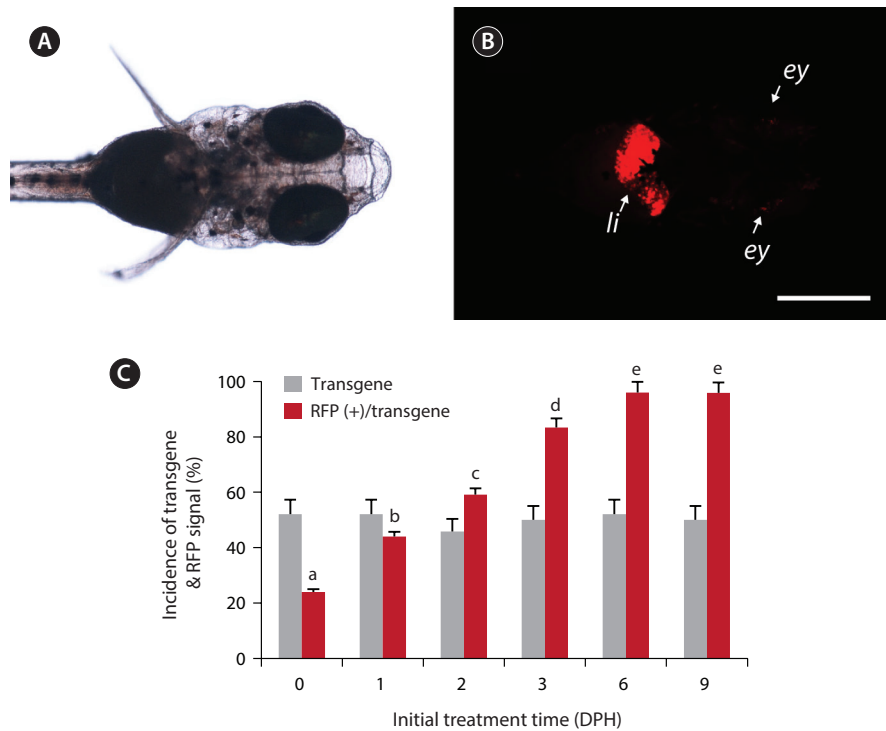 A
B
ey
li
ey
C
Transgene
RFP (+)/transgene
Incidence of transgene
& RFP signal (%)
100
80
60
40
20
0
a
b
c
d
e
e
0 1 2 3 6 9
Initial treatment time (DPH)